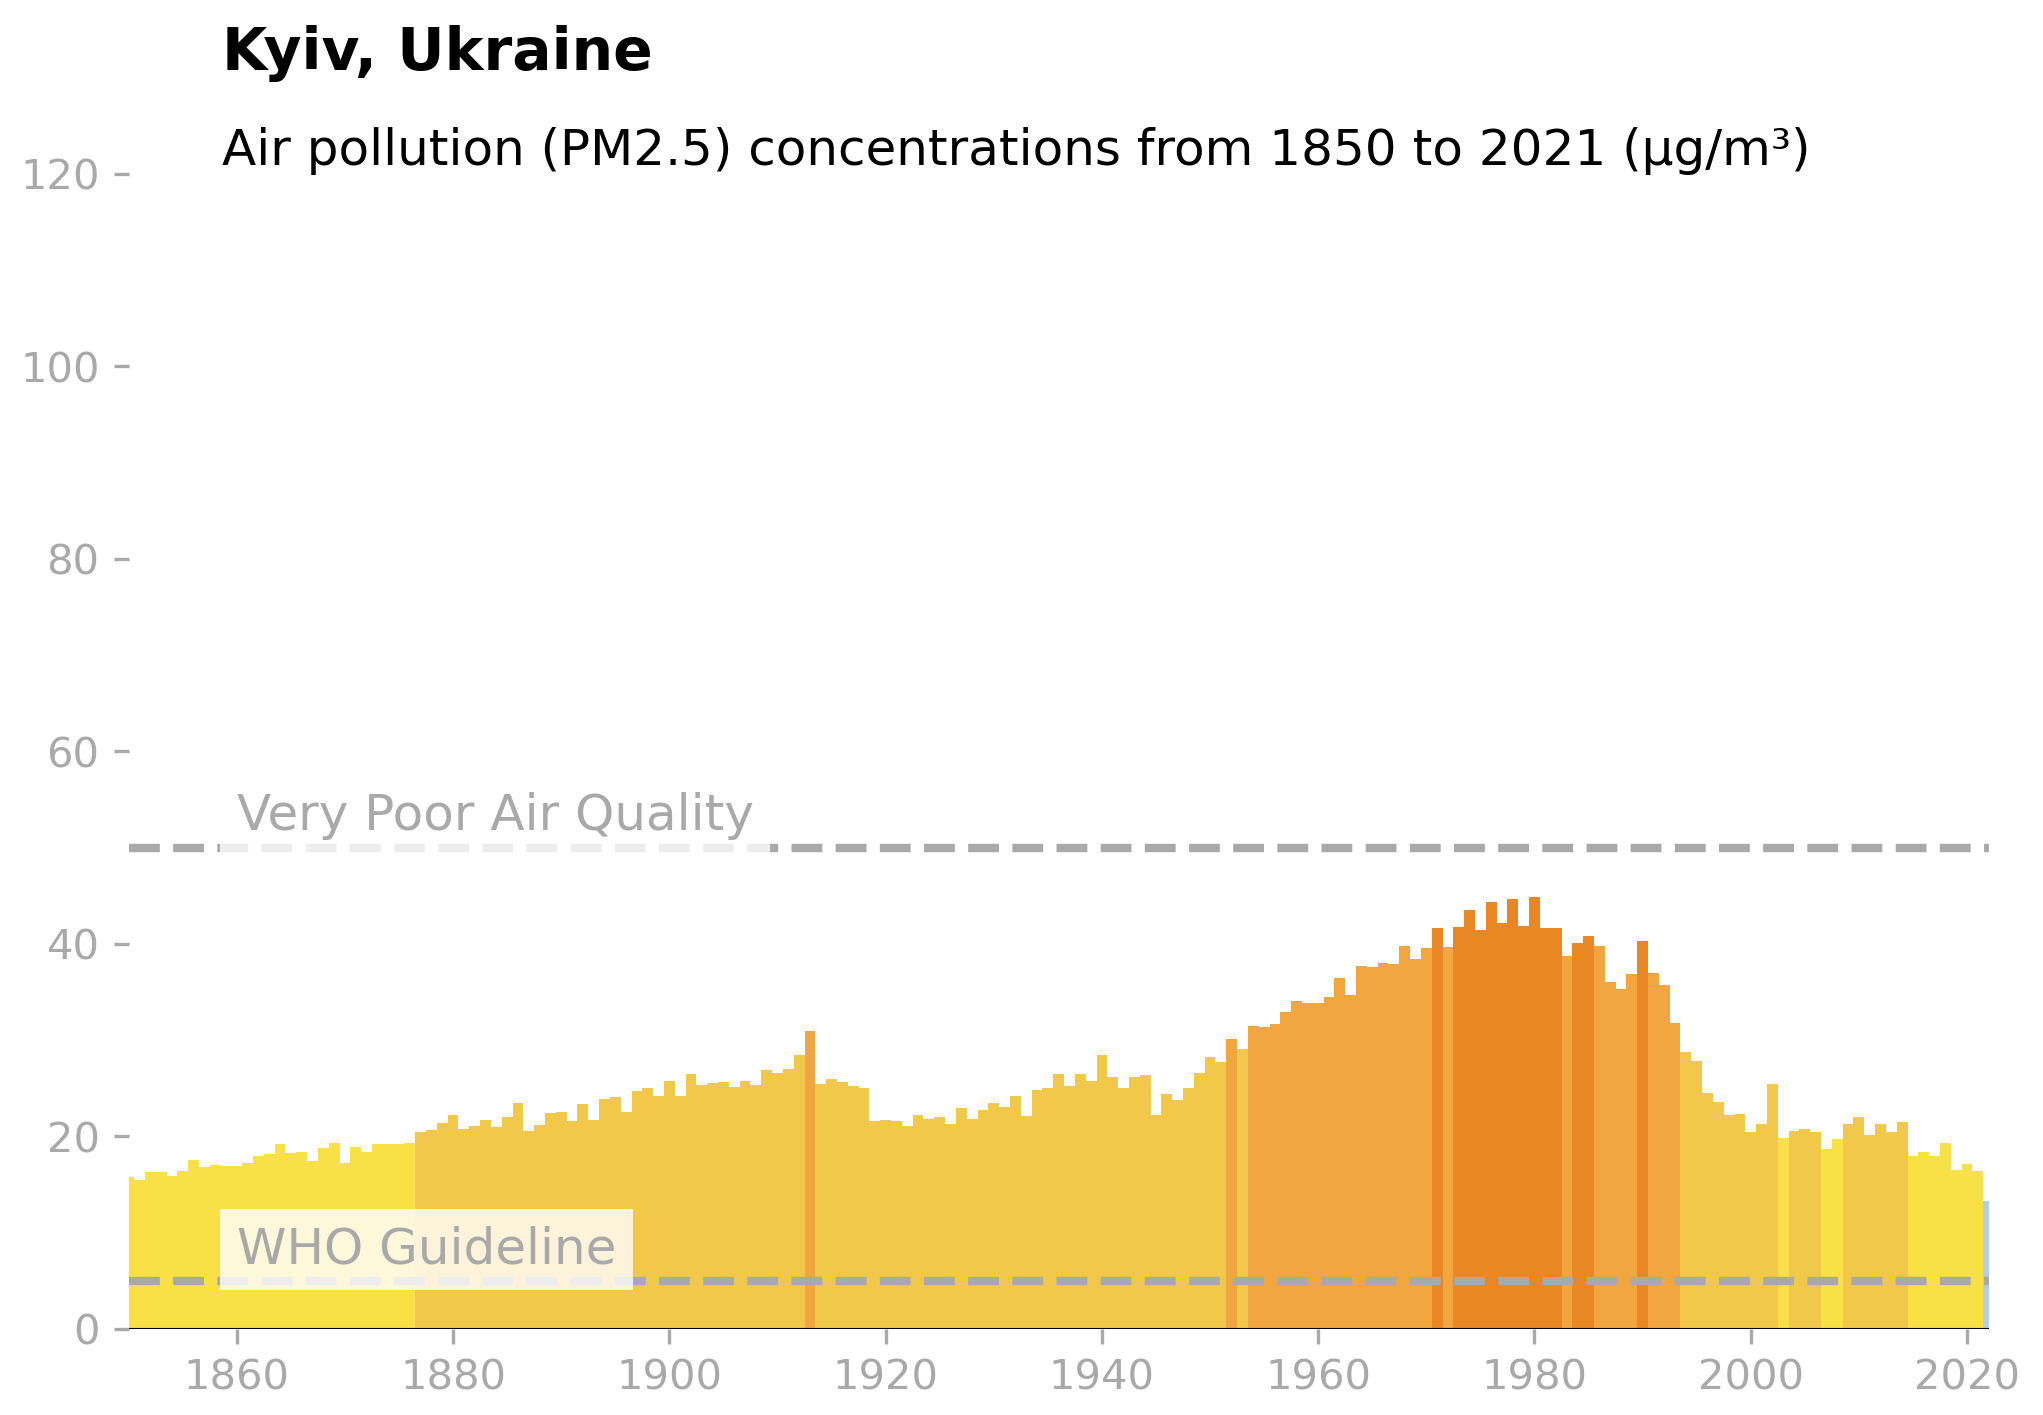 Kyiv, Ukraine
Air pollution (PM2.5) concentrations from 1850 to 2021 (µg/m³)
120
100
80
60
Very Poor Air Quality
40
20
WHO Guideline
0
1860 1880 1900 1920 1940 1960 1980 2000 2020